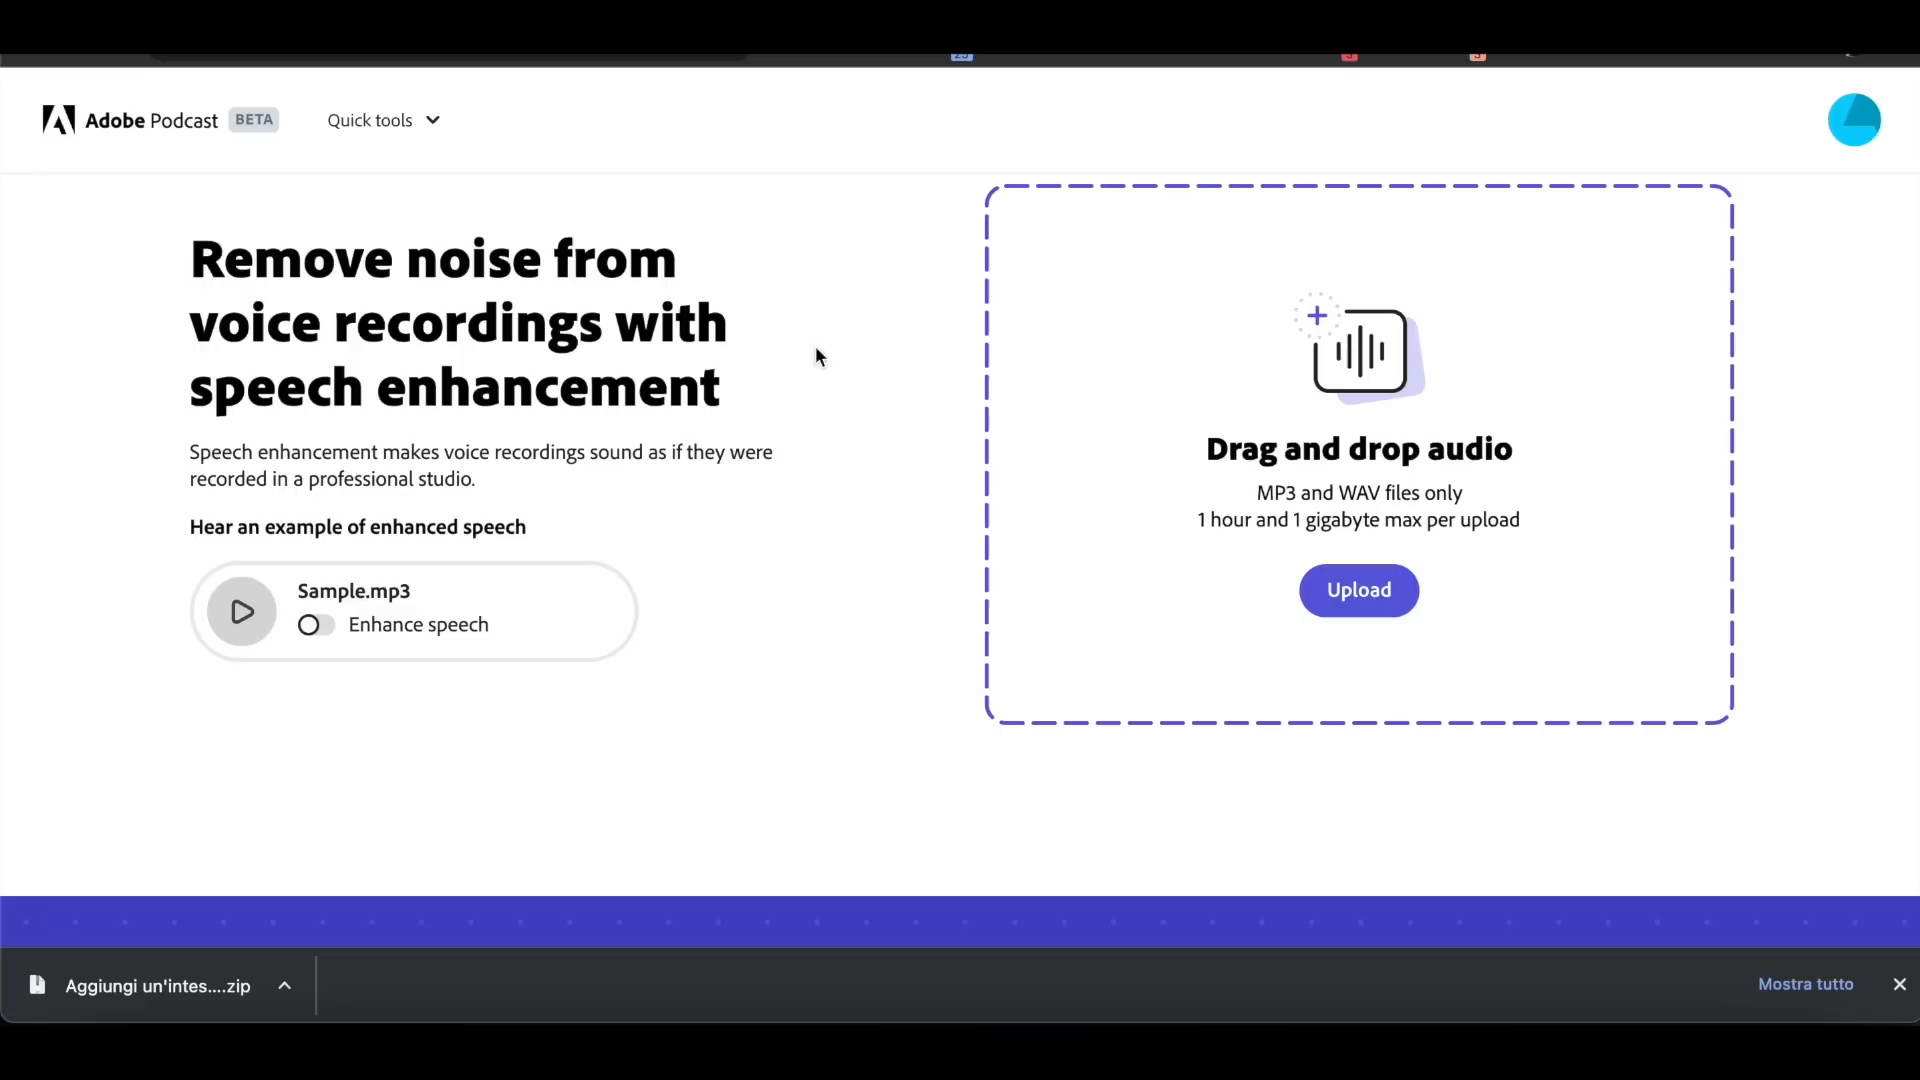 Adobe Podcast BETA
Quick tools
Remove noise from
voice recordings with
speech enhancement
Speech enhancement makes voice recordings sound as if they were
recorded in a professional studio.
Hear an example of enhanced speech
Sample.mp3
Enhance speech
Drag and drop audio
MP3 and WAV files only
1 hour and 1 gigabyte max per upload
Upload
Aggiungi un'intes....zip
Mostra tutto